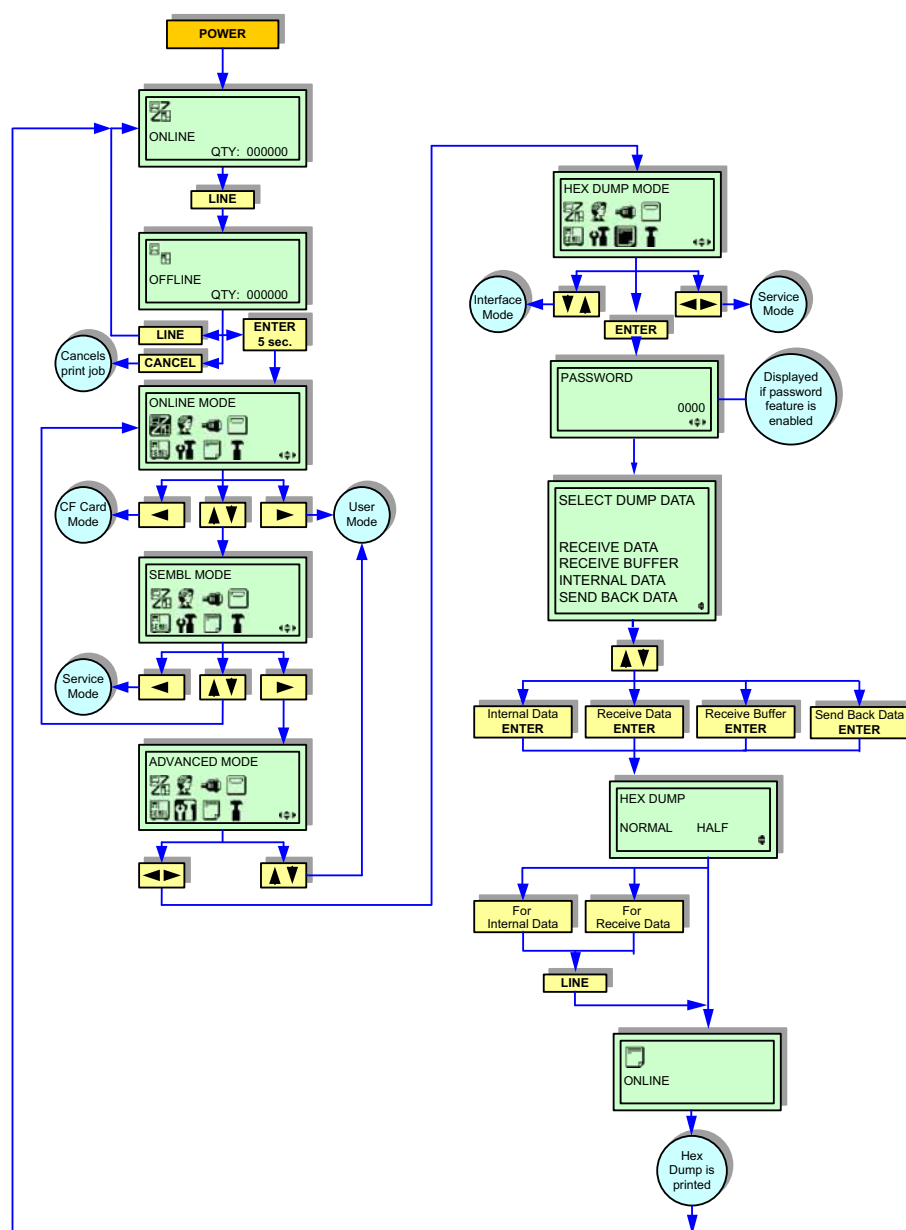 POWER
ONLINE
QTY: 000000
LINE
OFFLINE
QTY: 000000
LINE
ENTER
5 sec.
Cancels
print job
CANCEL
ONLINE MODE
CF Card
Mode
User
Mode
SEMBL MODE
Service
Mode
ADVANCED MODE
HEX DUMP MODE
Interface
Mode
Service
Mode
ENTER
PASSWORD
0000
Displayed
if password
feature is
enabled
SELECT DUMP DATA
RECEIVE DATA
RECEIVE BUFFER
INTERNAL DATA
SEND BACK DATA
Internal Data
ENTER
Receive Data
ENTER
Receive Buffer
ENTER
Send Back Data
ENTER
HEX DUMP
NORMAL HALF
For
Internal Data
For
Receive Data
LINE
ONLINE
Hex
Dump is
printed